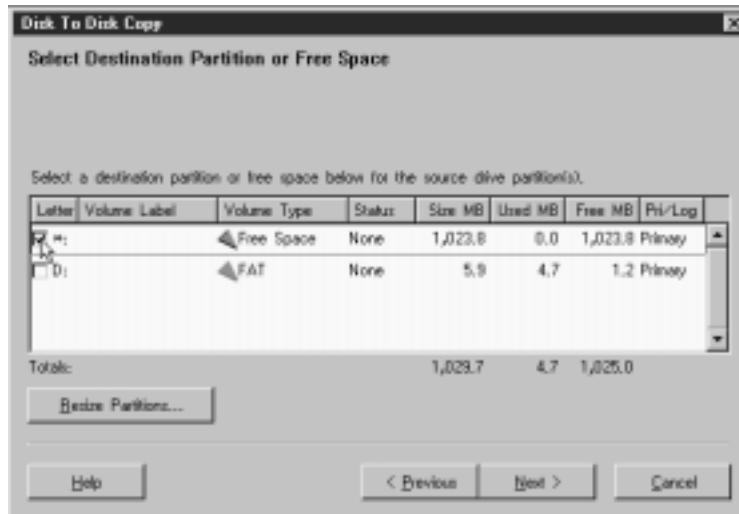 Disk To Disk Copy
Select Destination Partition or Free Space
Select a destination partition or free space below for the source drive partition(s).
Letter Volume Label Volume Type Status Size MB Used MB Free MB Pri/Log
*: Free Space None 1,023.8 0.0 1,023.8 Primary
D: FAT None 5.9 4.7 1.2 Primary
Totals: 1,029.7 4.7 1,025.0
Resize Partitions...
Help < Previous Next > Cancel